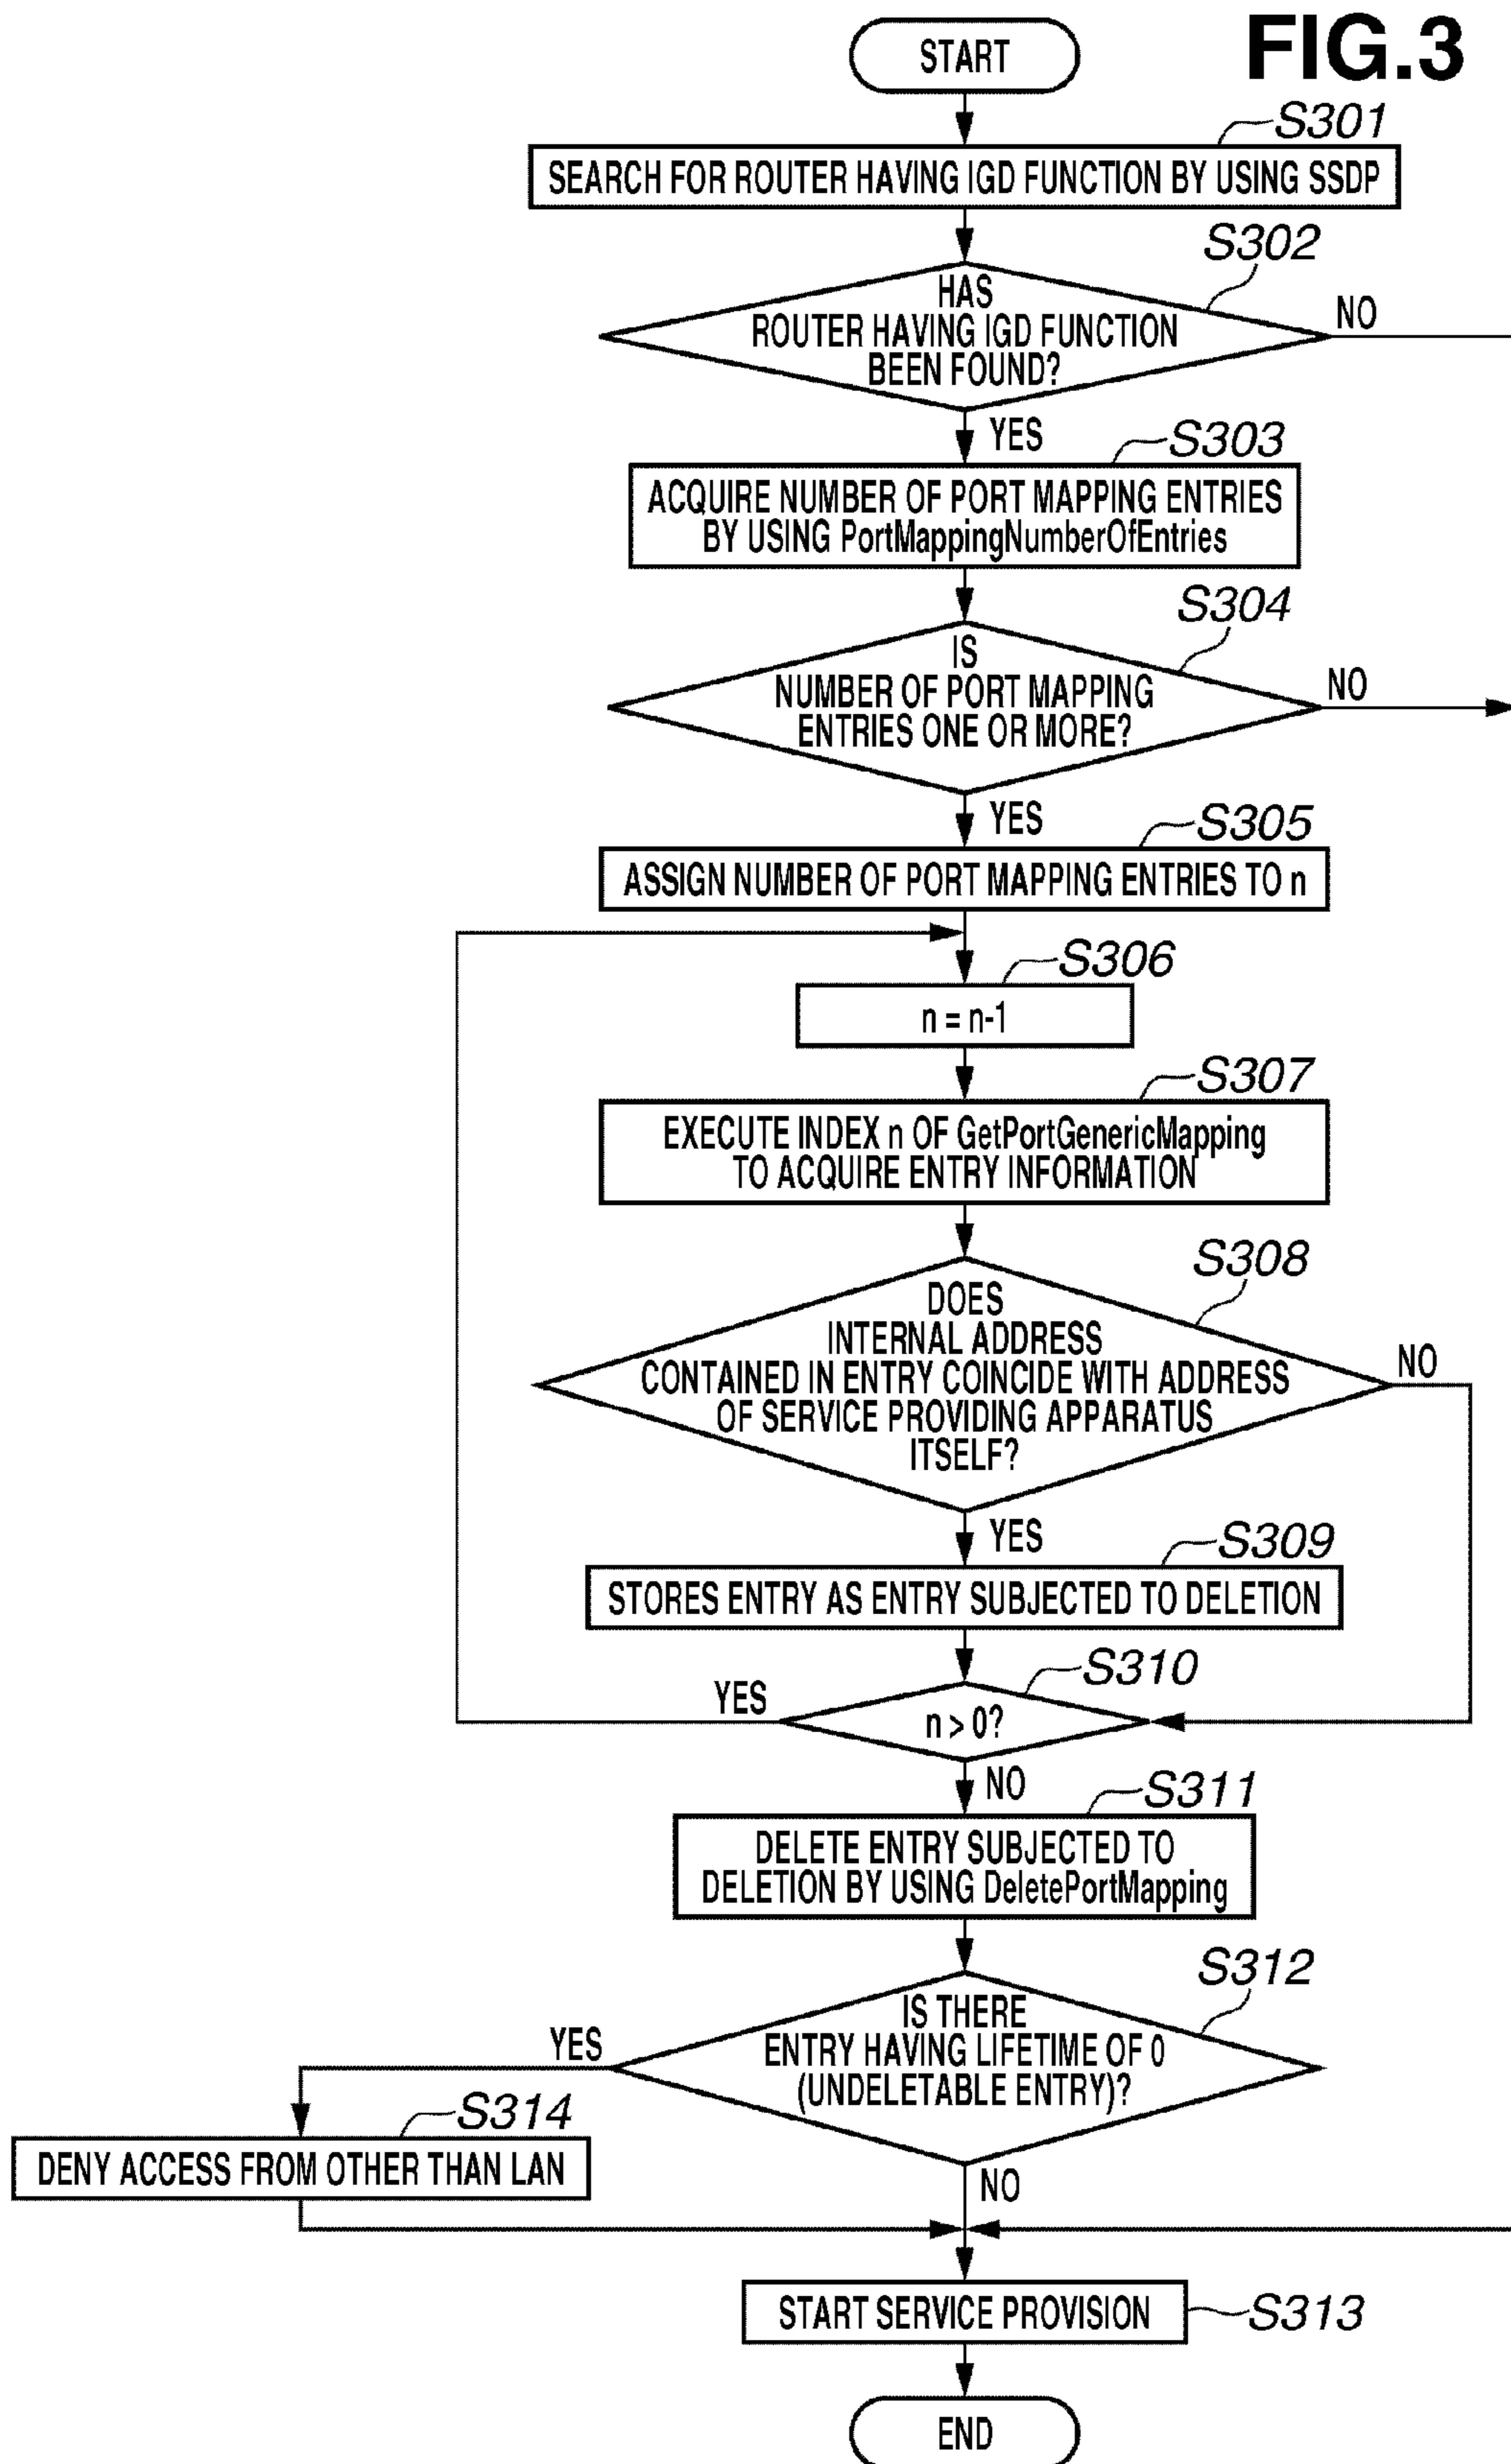 FIG.3
START
S301
SEARCH FOR ROUTER HAVING IGD FUNCTION BY USING SSDP
S302
HAS
ROUTER HAVING IGD FUNCTION
BEEN FOUND?
NO
YES
S303
ACQUIRE NUMBER OF PORT MAPPING ENTRIES
BY USING PortMappingNumberOfEntries
S304
IS
NUMBER OF PORT MAPPING
ENTRIES ONE OR MORE?
NO
YES
S305
ASSIGN NUMBER OF PORT MAPPING ENTRIES TO n
S306
n = n-1
S307
EXECUTE INDEX n OF GetPortGenericMapping
TO ACQUIRE ENTRY INFORMATION
S308
DOES
INTERNAL ADDRESS
CONTAINED IN ENTRY COINCIDE WITH ADDRESS
OF SERVICE PROVIDING APPARATUS
ITSELF?
NO
YES
S309
STORES ENTRY AS ENTRY SUBJECTED TO DELETION
S310
YES
n > 0?
NO
S311
DELETE ENTRY SUBJECTED TO
DELETION BY USING DeletePortMapping
S312
IS THERE
ENTRY HAVING LIFETIME OF 0
(UNDELETABLE ENTRY)?
YES
S314
DENY ACCESS FROM OTHER THAN LAN
NO
START SERVICE PROVISION
S313
END